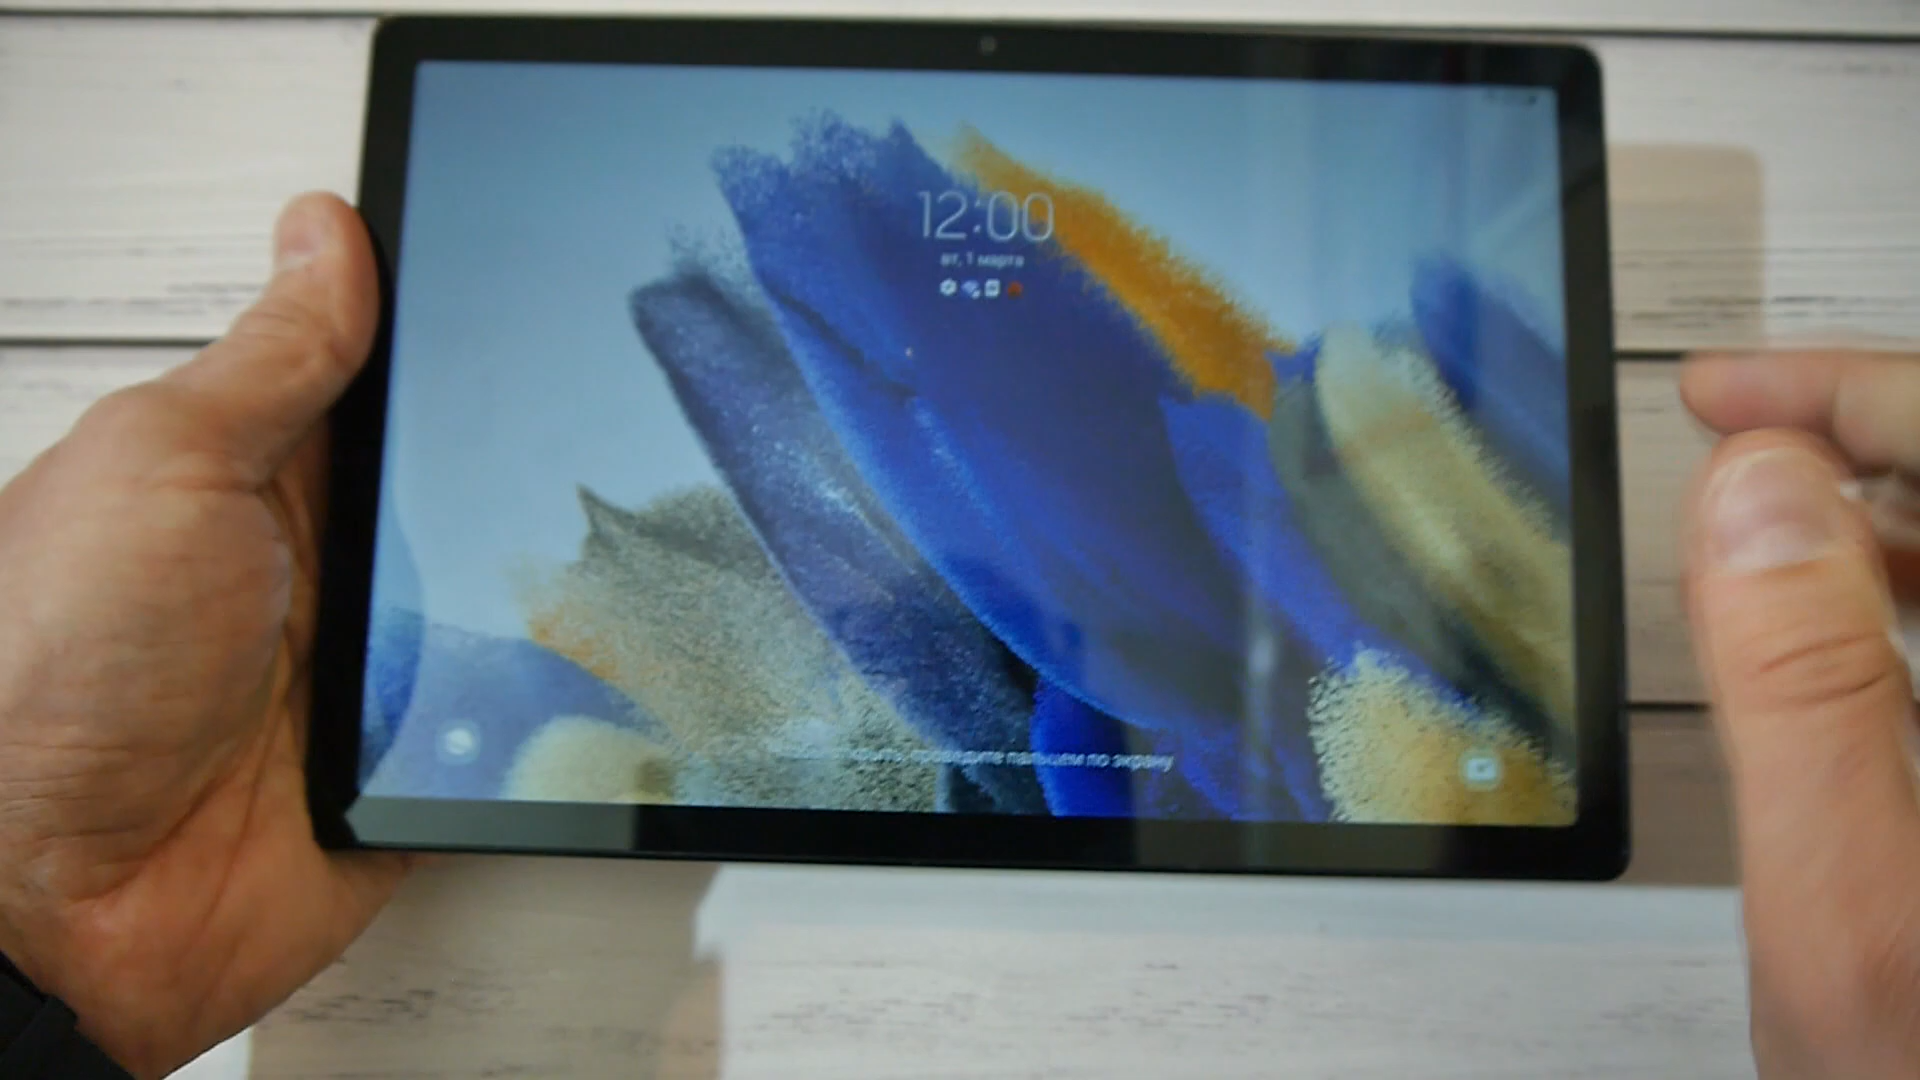 12:00
вт, 1 марта
проведите пальцем по экрану